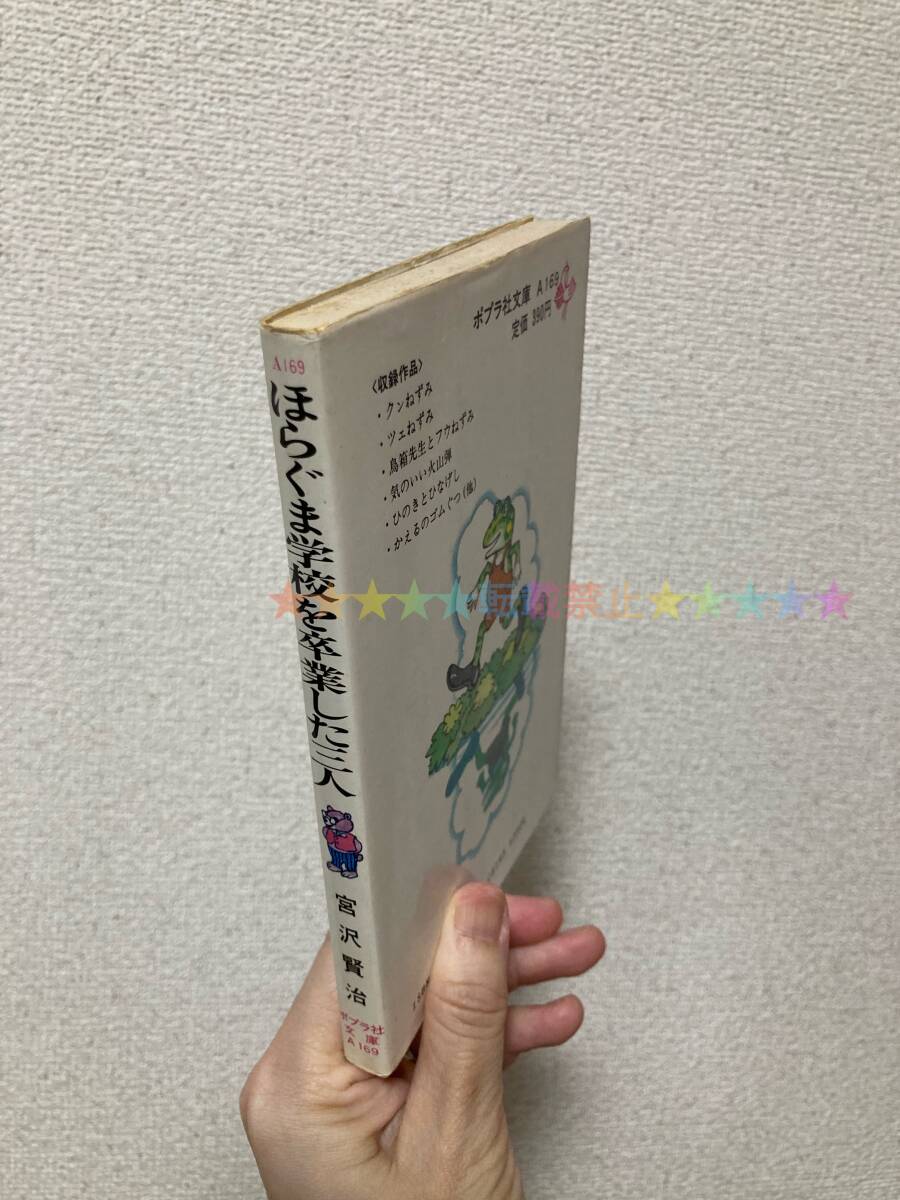 A169
ほらぐま学校を卒業した三人
宮沢賢治
ポプラ社
文庫
A169
ポプラ社文庫 A169
定価 390円
〈収録作品〉
・クンねずみ
・ツェねずみ
・鳥箱先生とフウねずみ
・気のいい火山弾
・ひのきとひなげし
・かえるのゴムぐつ(他)
★★★★★転載禁止★★★★★